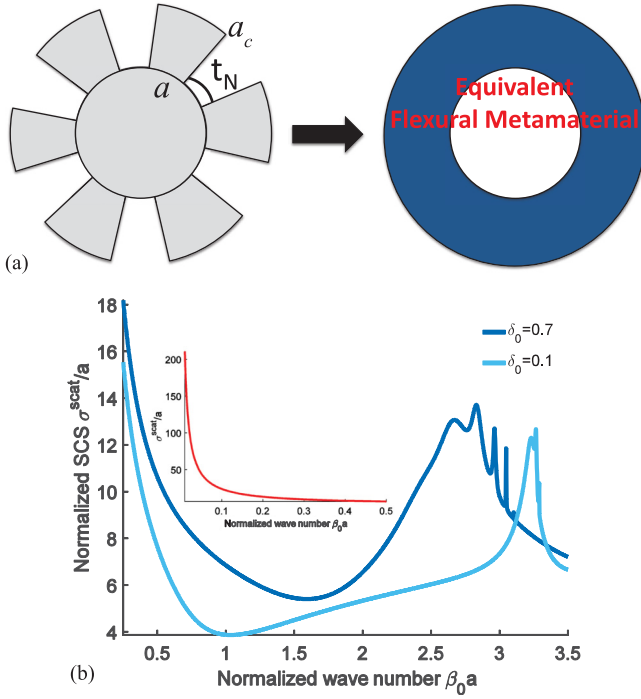 a_c
a
t_N
Equivalent
Flexural Metamaterial
(a)
18
16
14
12
10
8
6
4
Normalized SCS σ^scat/a
δ_0=0.7
δ_0=0.1
200
150
100
50
σ^scat/a
0.1 0.2 0.3 0.4 0.5
Normalized wave number β_0a
0.5 1 1.5 2 2.5 3 3.5
(b)
Normalized wave number β_0a